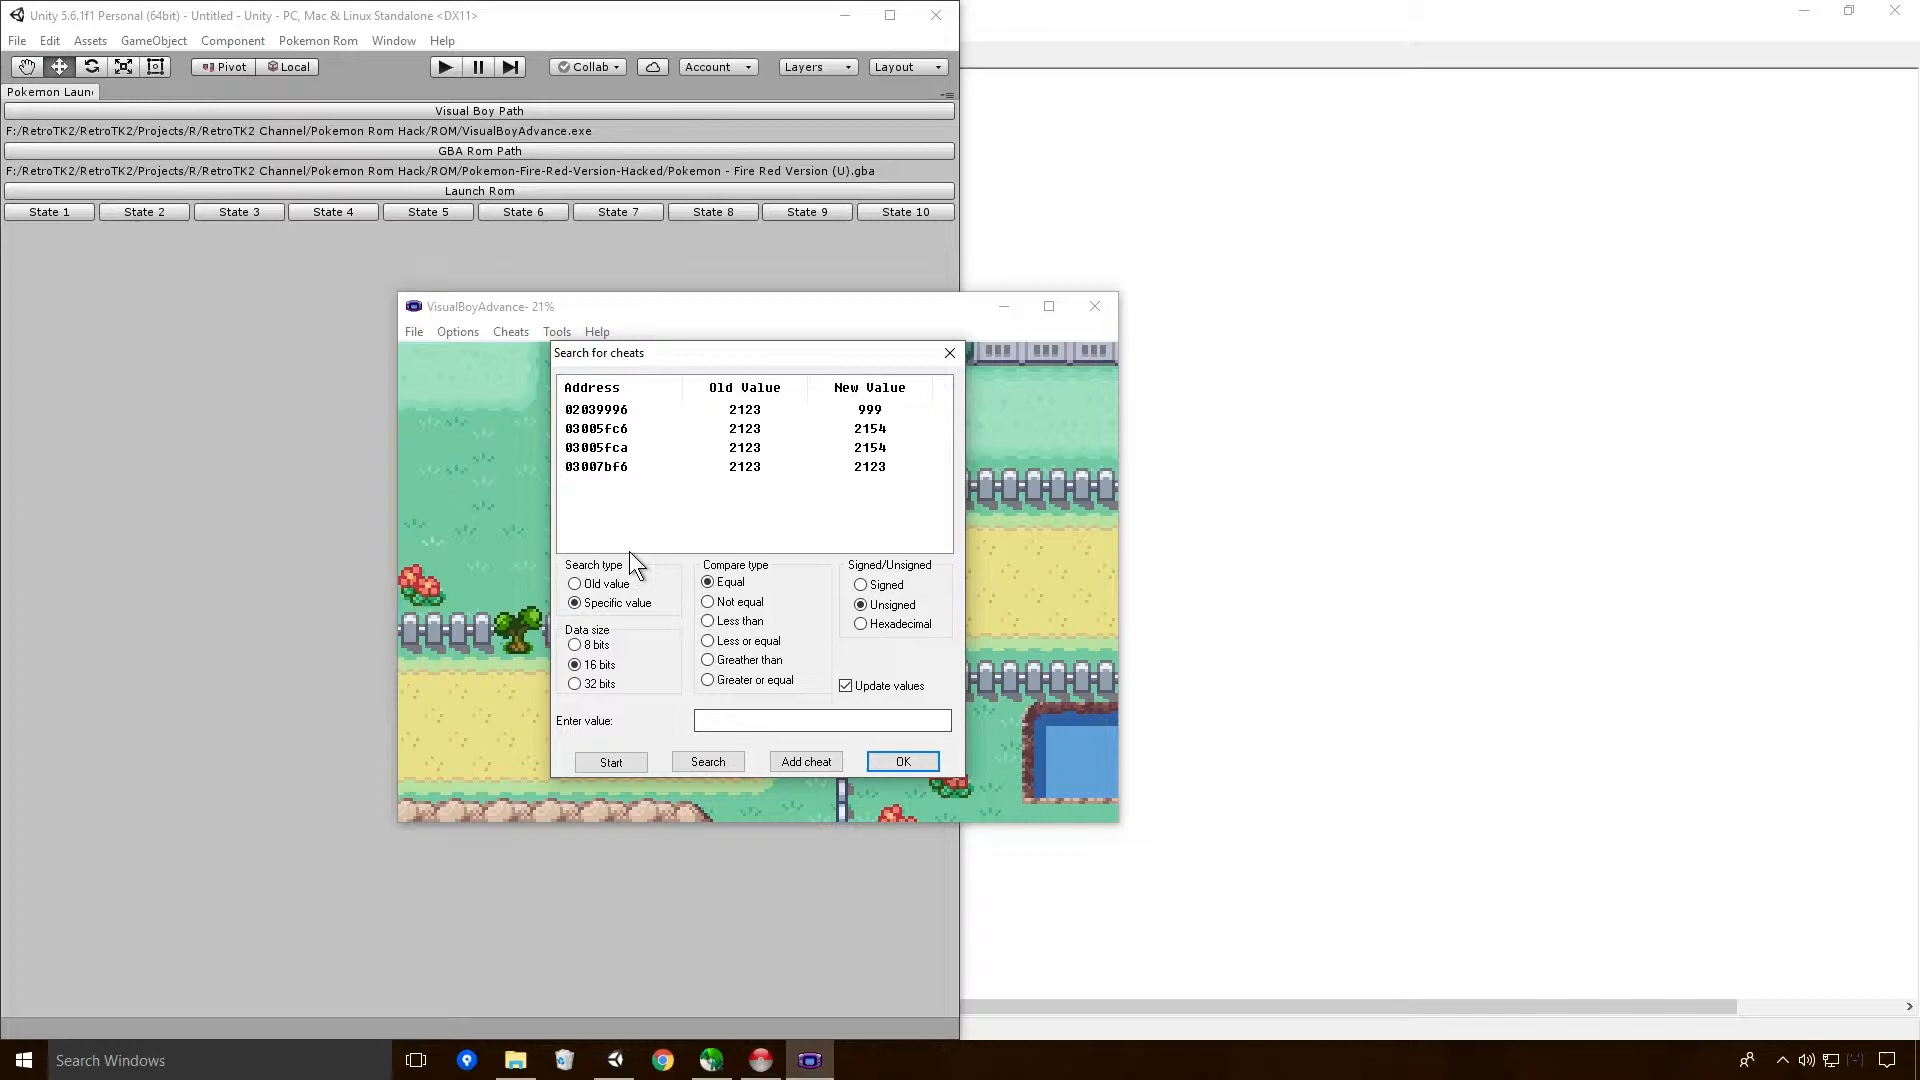 Unity 5.6.1f1 Personal (64bit) - Untitled - Unity - PC, Mac & Linux Standalone <DX11>
File Edit Assets GameObject Component Pokemon Rom Window Help
Pivot Local Collab Account Layers Layout
Pokemon Laun
Visual Boy Path
F:/RetroTK2/RetroTK2/Projects/R/RetroTK2 Channel/Pokemon Rom Hack/ROM/VisualBoyAdvance.exe
GBA Rom Path
F:/RetroTK2/RetroTK2/Projects/R/RetroTK2 Channel/Pokemon Rom Hack/ROM/Pokemon-Fire-Red-Version-Hacked/Pokemon - Fire Red Version (U).gba
Launch Rom
State 1 State 2 State 3 State 4 State 5 State 6 State 7 State 8 State 9 State 10
VisualBoyAdvance- 21%
File Options Cheats Tools Help
Search for cheats
Address Old Value New Value
02039996 2123 999
03005fc6 2123 2154
03005fca 2123 2154
03007bf6 2123 2123
Search type
Old value
Specific value
Data size
8 bits
16 bits
32 bits
Compare type
Equal
Not equal
Less than
Less or equal
Greather than
Greater or equal
Signed/Unsigned
Signed
Unsigned
Hexadecimal
Update values
Enter value:
Start Search Add cheat OK
Search Windows